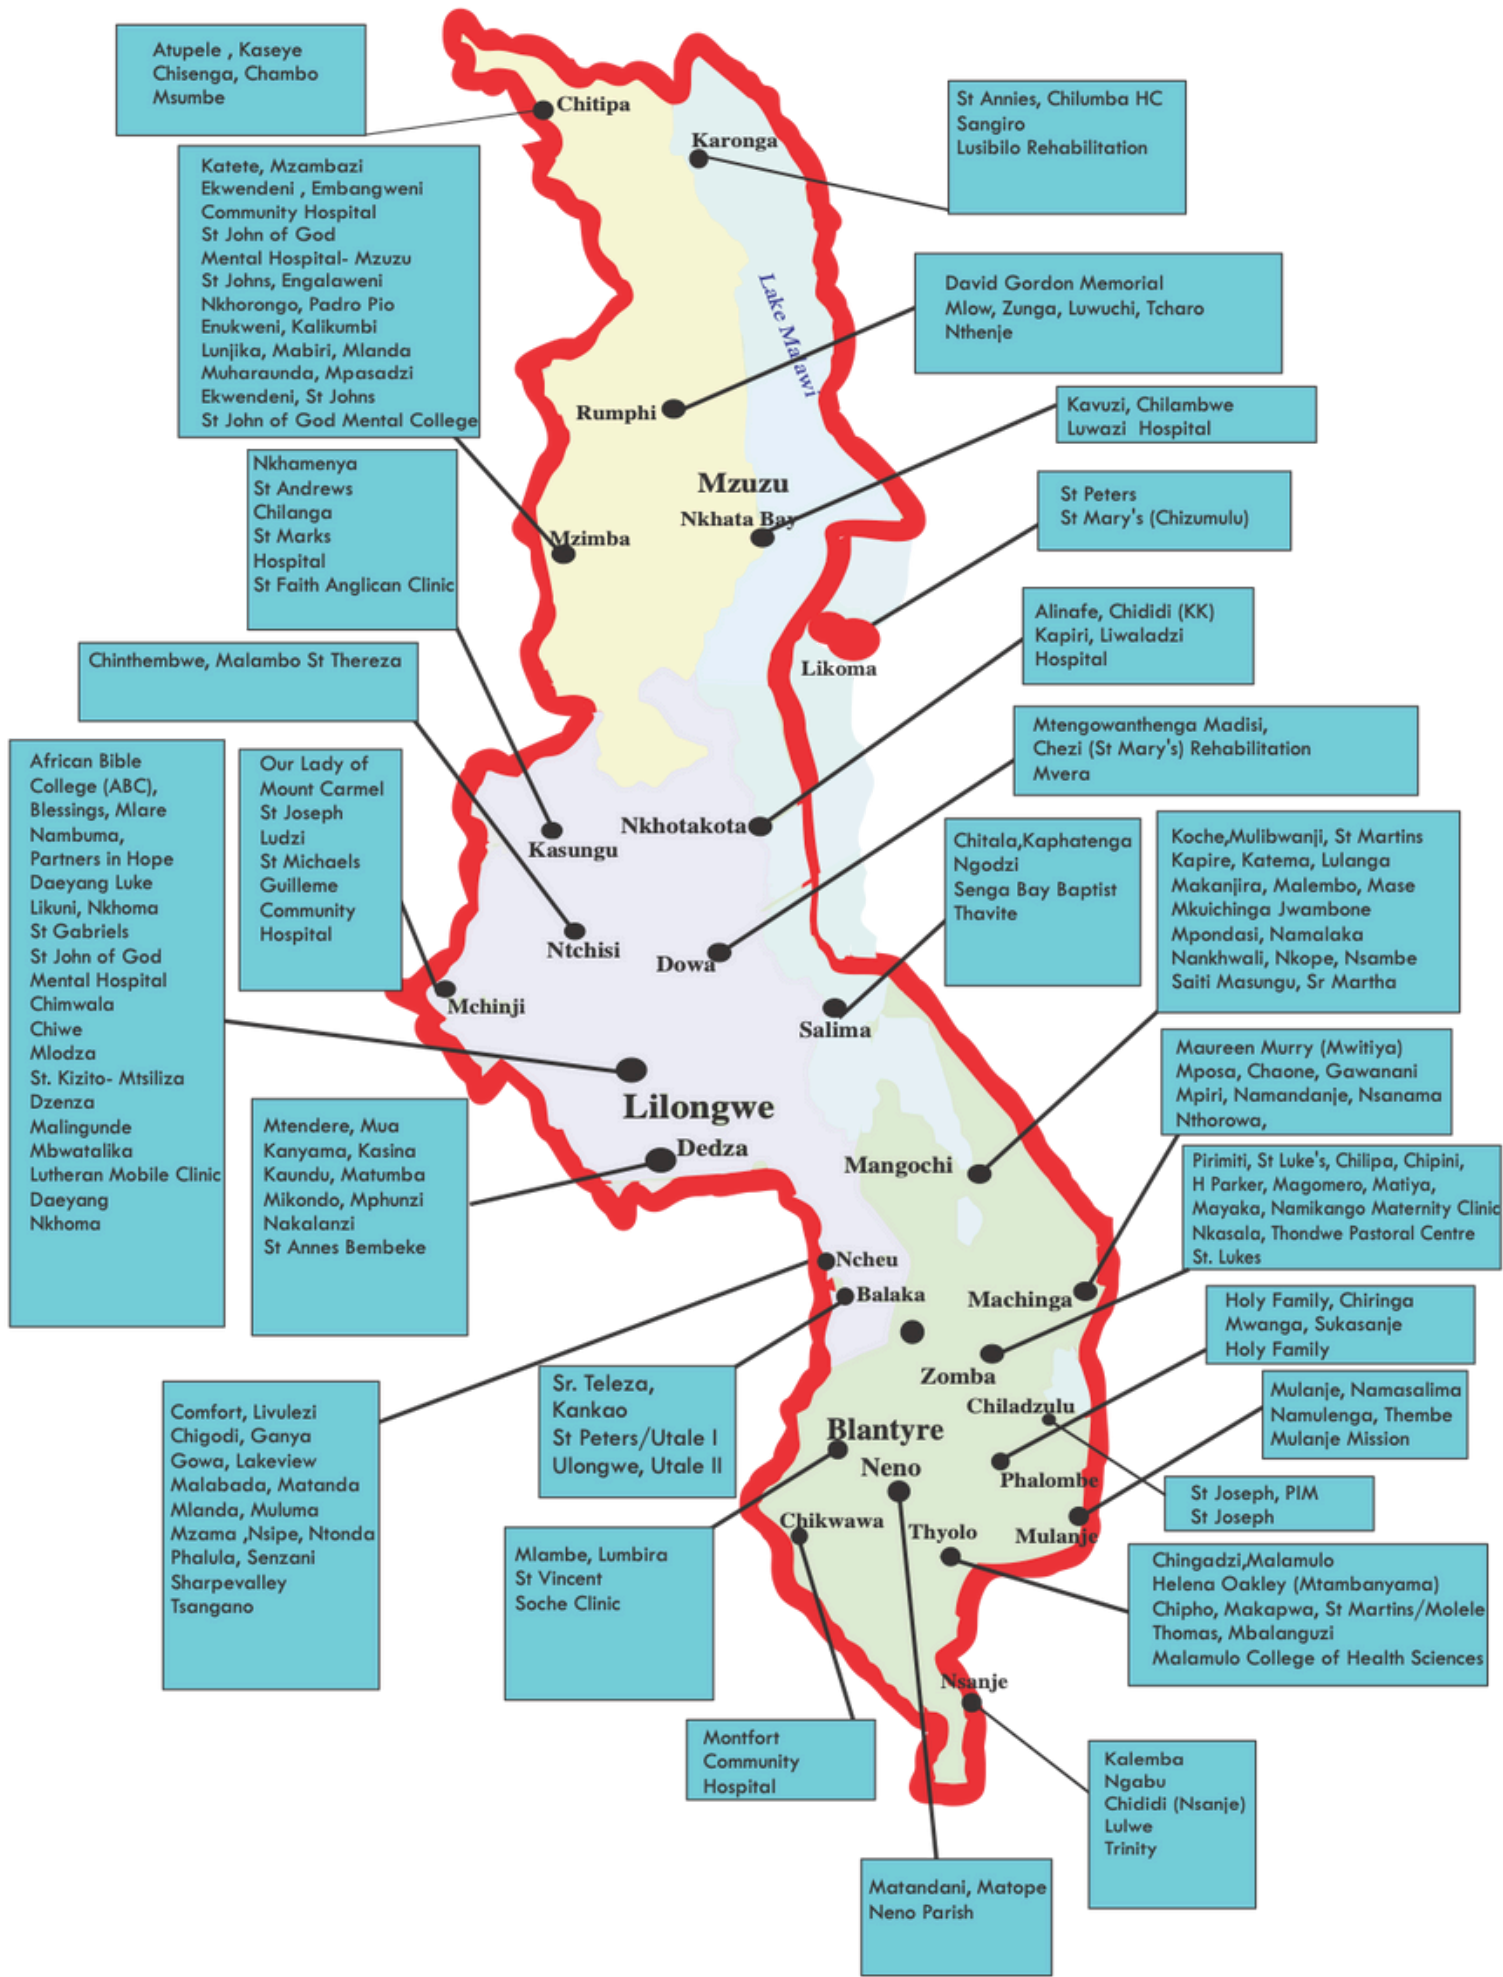 Atupele , Kaseye
Chisenga, Chambo
Msumbe
Chitipa
Karonga
St Annies, Chilumba HC
Sangiro
Lusibilo Rehabilitation
Katete, Mzambazi
Ekwendeni , Embangweni
Community Hospital
St John of God
Mental Hospital- Mzuzu
St Johns, Engalaweni
Nkhorongo, Padro Pio
Enukweni, Kalikumbi
Lunjika, Mabiri, Mlanda
Muharaunda, Mpasadzi
Ekwendeni, St Johns
St John of God Mental College
Lake Malawi
David Gordon Memorial
Mlow, Zunga, Luwuchi, Tcharo
Nthenje
Rumphi
Kavuzi, Chilambwe
Luwazi Hospital
Mzuzu
Nkhata Bay
Mzimba
Nkhamenya
St Andrews
Chilanga
St Marks
Hospital
St Faith Anglican Clinic
St Peters
St Mary's (Chizumulu)
Likoma
Alinafe, Chididi (KK)
Kapiri, Liwaladzi
Hospital
Chinthembwe, Malambo St Thereza
Mtengowanthenga Madisi,
Chezi (St Mary's) Rehabilitation
Mvera
African Bible
College (ABC),
Blessings, Mlare
Nambuma,
Partners in Hope
Daeyang Luke
Likuni, Nkhoma
St Gabriels
St John of God
Mental Hospital
Chimwala
Chiwe
Mlodza
St. Kizito- Mtsiliza
Dzenza
Malingunde
Mbwatalika
Lutheran Mobile Clinic
Daeyang
Nkhoma
Our Lady of
Mount Carmel
St Joseph
Ludzi
St Michaels
Guilleme
Community
Hospital
Kasungu
Nkhotakota
Ntchisi
Dowa
Mchinji
Salima
Chitala,Kaphatenga
Ngodzi
Senga Bay Baptist
Thavite
Koche,Mulibwanji, St Martins
Kapire, Katema, Lulanga
Makanjira, Malembo, Mase
Mkuichinga Jwambone
Mpondasi, Namalaka
Nankhwali, Nkope, Nsambe
Saiti Masungu, Sr Martha
Lilongwe
Dedza
Mtendere, Mua
Kanyama, Kasina
Kaundu, Matumba
Mikondo, Mphunzi
Nakalanzi
St Annes Bembeke
Mangochi
Maureen Murry (Mwitiya)
Mposa, Chaone, Gawanani
Mpiri, Namandanje, Nsanama
Nthorowa,
Pirimiti, St Luke's, Chilipa, Chipini,
H Parker, Magomero, Matiya,
Mayaka, Namikango Maternity Clinic
Nkasala, Thondwe Pastoral Centre
St. Lukes
Ncheu
Balaka
Machinga
Zomba
Holy Family, Chiringa
Mwanga, Sukasanje
Holy Family
Comfort, Livulezi
Chigodi, Ganya
Gowa, Lakeview
Malabada, Matanda
Mlanda, Muluma
Mzama ,Nsipe, Ntonda
Phalula, Senzani
Sharpevalley
Tsangano
Sr. Teleza,
Kankao
St Peters/Utale I
Ulongwe, Utale II
Chiladzulu
Blantyre
Neno
Phalombe
Mulanje, Namasalima
Namulenga, Thembe
Mulanje Mission
St Joseph, PIM
St Joseph
Chikwawa
Thyolo
Mulanje
Mlambe, Lumbira
St Vincent
Soche Clinic
Chingadzi,Malamulo
Helena Oakley (Mtambanyama)
Chipho, Makapwa, St Martins/Molele
Thomas, Mbalanguzi
Malamulo College of Health Sciences
Nsanje
Montfort
Community
Hospital
Kalemba
Ngabu
Chididi (Nsanje)
Lulwe
Trinity
Matandani, Matope
Neno Parish